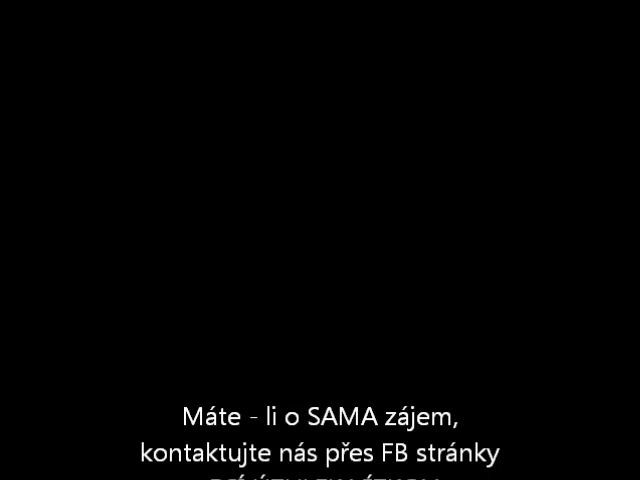 Máte - li o SAMA zájem,
kontaktujte nás přes FB stránky